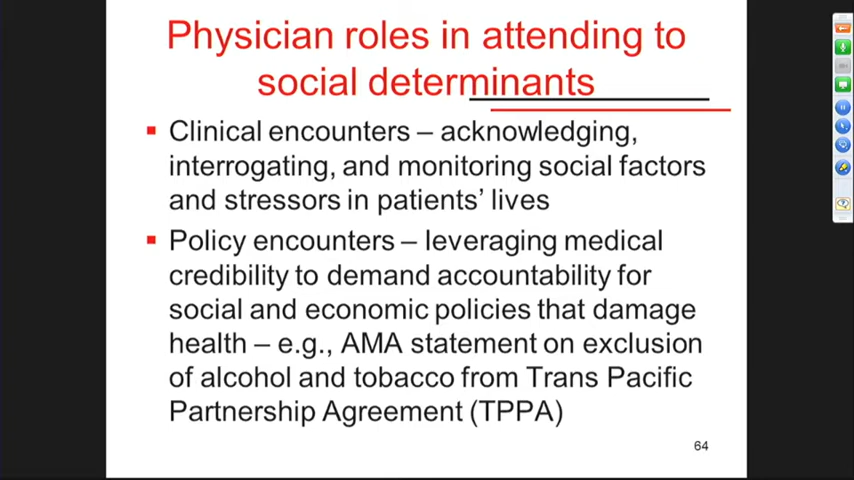 Physician roles in attending to
social determinants
▪ Clinical encounters – acknowledging,
interrogating, and monitoring social factors
and stressors in patients’ lives
▪ Policy encounters – leveraging medical
credibility to demand accountability for
social and economic policies that damage
health – e.g., AMA statement on exclusion
of alcohol and tobacco from Trans Pacific
Partnership Agreement (TPPA)
64